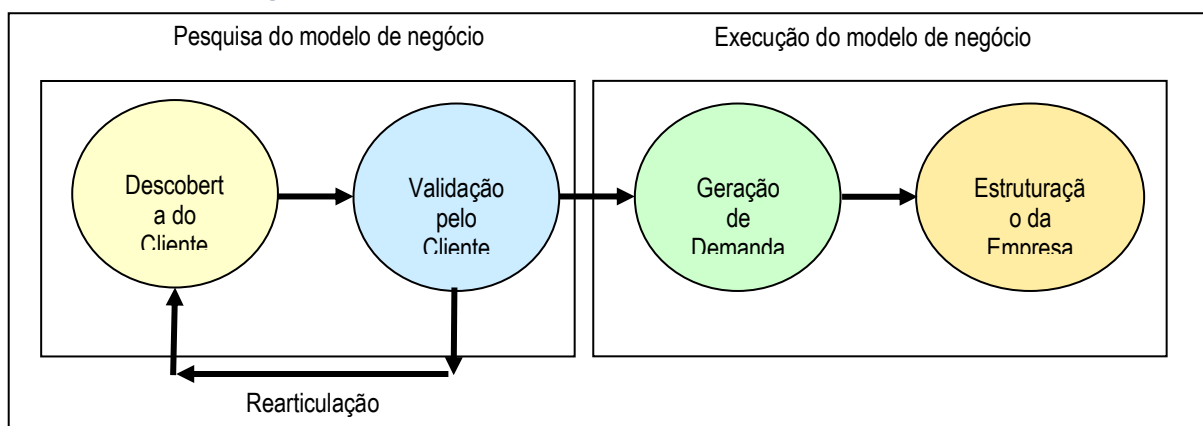 Pesquisa do modelo de negócio
Execução do modelo de negócio
Descobert
a do
Cliente
Validação
pelo
Cliente
Geração
de
Demanda
Estruturaçã
o da
Empresa
Rearticulação